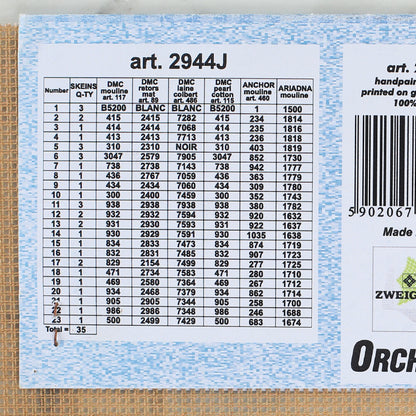 art. 2944J
Number SKEINS Q-TY DMC mouline art. 117 DMC retors mat art. 89 DMC laine colbert art. 486 DMC pearl cotton art. 115 ANCHOR mouline art. 460 ARIADNA mouline
1 3 B5200 BLANC BLANC B5200 1 1500
2 2 415 2415 7282 415 234 1814
3 1 414 2414 7068 414 235 1818
4 1 413 2413 7713 413 236 1818
5 3 310 2310 NOIR 310 403 1819
6 3 3047 2579 7905 3047 852 1730
7 1 738 2738 7143 738 942 1777
8 1 436 2767 7059 436 363 1779
9 1 434 2434 7060 434 309 1780
10 1 300 2400 7459 300 352 1743
11 3 938 2938 7938 938 380 1782
12 2 932 2932 7594 932 920 1632
13 2 931 2930 7593 931 922 1637
14 1 930 2929 7591 930 1035 1638
15 1 834 2833 7473 834 874 1719
16 1 832 2831 7485 832 907 1723
17 2 829 2154 7499 829 277 1725
18 1 471 2734 7583 471 280 1710
19 1 469 2580 7364 469 267 1712
20 1 934 2468 7379 934 862 1714
21 1 905 2905 7344 905 258 1700
22 1 986 2986 7348 986 246 1688
23 1 500 2499 7429 500 683 1674
Total = 35
art.
handpain
printed on g
100%
5 902067
Made
ZWEIG
ORCH